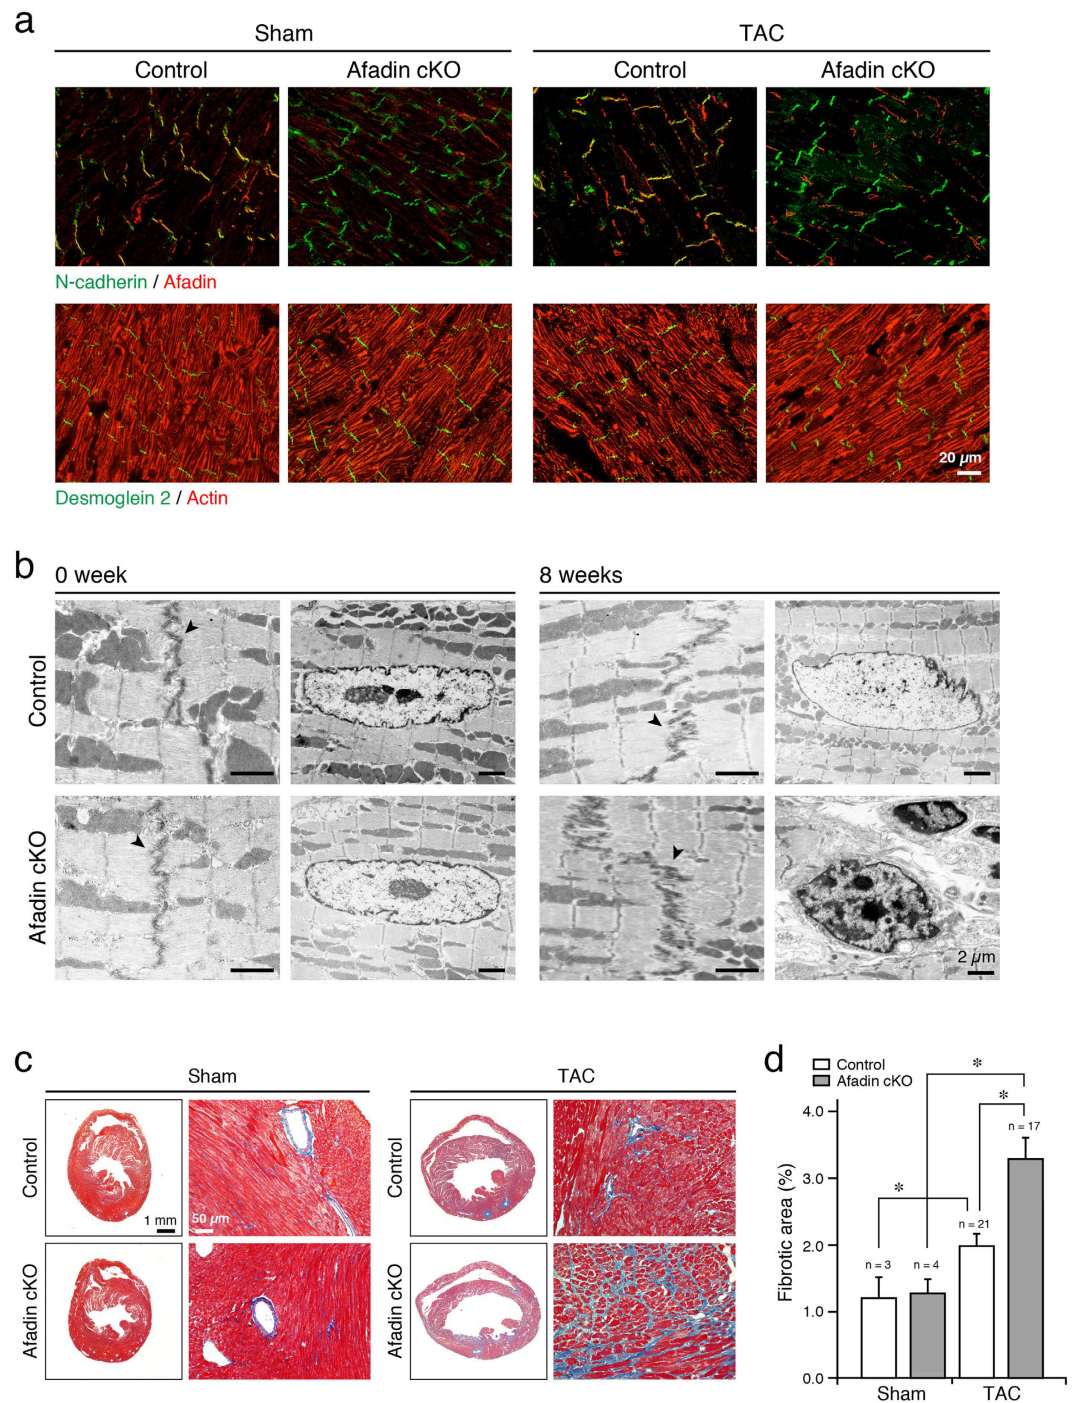 a
Sham
TAC
Control
Afadin cKO
Control
Afadin cKO
N-cadherin / Afadin
20 µm
Desmoglein 2 / Actin
b
0 week
8 weeks
Control
Afadin cKO
2 µm
c
Sham
TAC
Control
1 mm
50 µm
Control
Afadin cKO
Afadin cKO
d
Control
Afadin cKO
*
*
*
n = 17
n = 21
n = 3
n = 4
Fibrotic area (%)
4.0
3.0
2.0
1.0
0.0
Sham
TAC